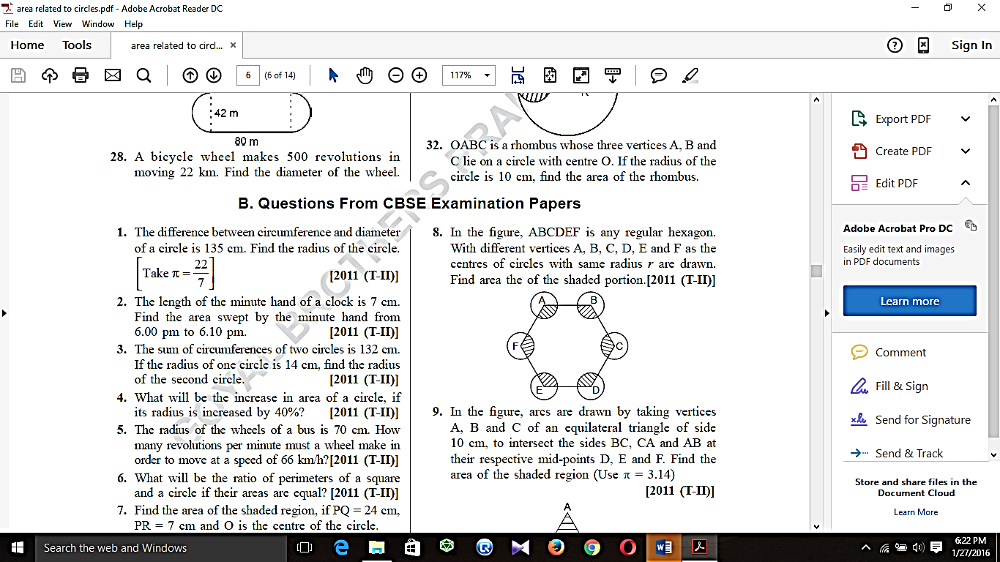 area related to circles.pdf - Adobe Acrobat Reader DC
File Edit View Window Help
Home Tools area related to circl... × Sign In
6 (6 of 14) 117%
42 m
80 m
28. A bicycle wheel makes 500 revolutions in
moving 22 km. Find the diameter of the wheel.
32. OABC is a rhombus whose three vertices A, B and
C lie on a circle with centre O. If the radius of the
circle is 10 cm, find the area of the rhombus.
B. Questions From CBSE Examination Papers
1. The difference between circumference and diameter
of a circle is 135 cm. Find the radius of the circle.
[Take π = 22/7] [2011 (T-II)]
2. The length of the minute hand of a clock is 7 cm.
Find the area swept by the minute hand from
6.00 pm to 6.10 pm. [2011 (T-II)]
3. The sum of circumferences of two circles is 132 cm.
If the radius of one circle is 14 cm, find the radius
of the second circle. [2011 (T-II)]
4. What will be the increase in area of a circle, if
its radius is increased by 40%? [2011 (T-II)]
5. The radius of the wheels of a bus is 70 cm. How
many revolutions per minute must a wheel make in
order to move at a speed of 66 km/h?[2011 (T-II)]
6. What will be the ratio of perimeters of a square
and a circle if their areas are equal? [2011 (T-II)]
7. Find the area of the shaded region, if PQ = 24 cm,
PR = 7 cm and O is the centre of the circle.
8. In the figure, ABCDEF is any regular hexagon.
With different vertices A, B, C, D, E and F as the
centres of circles with same radius r are drawn.
Find area the of the shaded portion.[2011 (T-II)]
A B
F C
E D
9. In the figure, arcs are drawn by taking vertices
A, B and C of an equilateral triangle of side
10 cm, to intersect the sides BC, CA and AB at
their respective mid-points D, E and F. Find the
area of the shaded region (Use π = 3.14)
[2011 (T-II)]
A
GOYAL BROTHERS PRA
Export PDF
Create PDF
Edit PDF
Adobe Acrobat Pro DC
Easily edit text and images
in PDF documents
Learn more
Comment
Fill & Sign
Send for Signature
Send & Track
Store and share files in the
Document Cloud
Learn More
Search the web and Windows
6:22 PM
1/27/2016